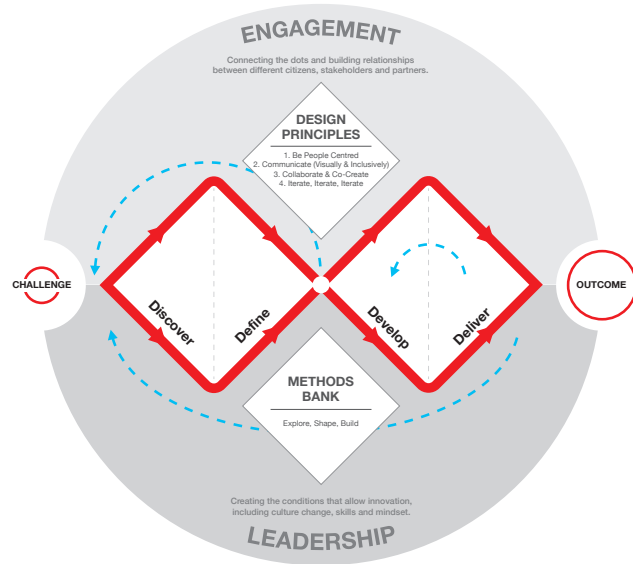 ENGAGEMENT
Connecting the dots and building relationships
between different citizens, stakeholders and partners.
DESIGN
PRINCIPLES
1. Be People Centred
2. Communicate (Visually & Inclusively)
3. Collaborate & Co-Create
4. Iterate, Iterate, Iterate
CHALLENGE
OUTCOME
Discover
Define
Develop
Deliver
METHODS
BANK
Explore, Shape, Build
Creating the conditions that allow innovation,
including culture change, skills and mindset.
LEADERSHIP